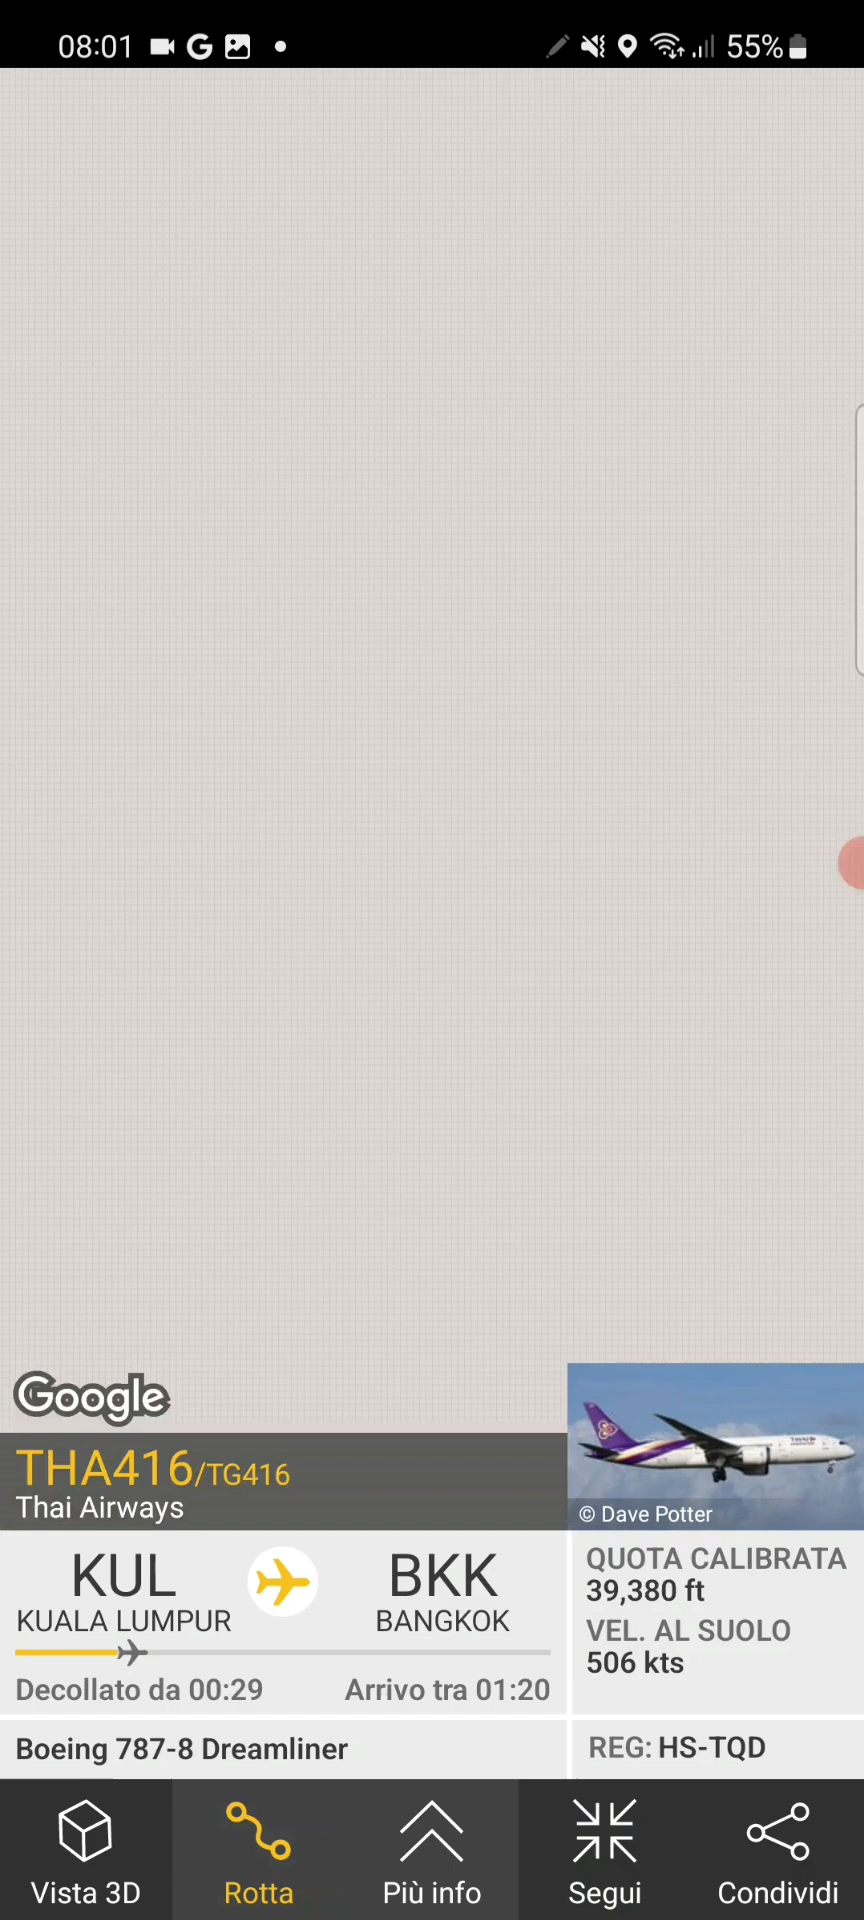 08:01 G 55%
Google
THA416/TG416
Thai Airways
© Dave Potter
KUL BKK
KUALA LUMPUR BANGKOK
Decollato da 00:29 Arrivo tra 01:20
QUOTA CALIBRATA
39,380 ft
VEL. AL SUOLO
506 kts
Boeing 787-8 Dreamliner
REG: HS-TQD
Vista 3D Rotta Più info Segui Condividi